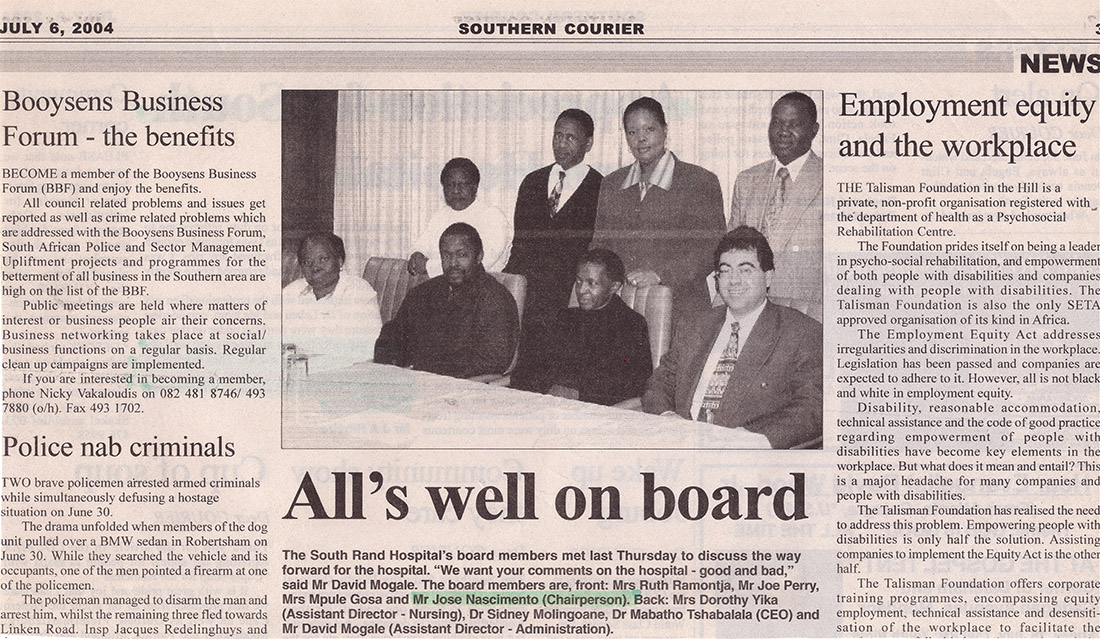 JULY 6, 2004
SOUTHERN COURIER
NEWS
Booysens Business
Forum - the benefits
BECOME a member of the Booysens Business
Forum (BBF) and enjoy the benefits.
All council related problems and issues get
reported as well as crime related problems which
are addressed with the Booysens Business Forum,
South African Police and Sector Management.
Upliftment projects and programmes for the
betterment of all business in the Southern area are
high on the list of the BBF.
Public meetings are held where matters of
interest or business people air their concerns.
Business networking takes place at social/
business functions on a regular basis. Regular
clean up campaigns are implemented.
If you are interested in becoming a member,
phone Nicky Vakaloudis on 082 481 8746/ 493
7880 (o/h). Fax 493 1702.
Police nab criminals
TWO brave policemen arrested armed criminals
while simultaneously defusing a hostage
situation on June 30.
The drama unfolded when members of the dog
unit pulled over a BMW sedan in Robertsham on
June 30. While they searched the vehicle and its
occupants, one of the men pointed a firearm at one
of the policemen.
The policeman managed to disarm the man and
arrest him, whilst the remaining three fled towards
Linken Road. Insp Jacques Redelinghuys and
All's well on board
The South Rand Hospital's board members met last Thursday to discuss the way
forward for the hospital. "We want your comments on the hospital - good and bad,"
said Mr David Mogale. The board members are, front: Mrs Ruth Ramontja, Mr Joe Perry,
Mrs Mpule Gosa and Mr Jose Nascimento (Chairperson). Back: Mrs Dorothy Yika
(Assistant Director - Nursing), Dr Sidney Molingoane, Dr Mabatho Tshabalala (CEO) and
Mr David Mogale (Assistant Director - Administration).
Employment equity
and the workplace
THE Talisman Foundation in the Hill is a
private, non-profit organisation registered with
the department of health as a Psychosocial
Rehabilitation Centre.
The Foundation prides itself on being a leader
in psycho-social rehabilitation, and empowerment
of both people with disabilities and companies
dealing with people with disabilities. The
Talisman Foundation is also the only SETA
approved organisation of its kind in Africa.
The Employment Equity Act addresses
irregularities and discrimination in the workplace.
Legislation has been passed and companies are
expected to adhere to it. However, all is not black
and white in employment equity.
Disability, reasonable accommodation,
technical assistance and the code of good practice
regarding empowerment of people with
disabilities have become key elements in the
workplace. But what does it mean and entail? This
is a major headache for many companies and
people with disabilities.
The Talisman Foundation has realised the need
to address this problem. Empowering people with
disabilities is only half the solution. Assisting
companies to implement the Equity Act is the other
half.
The Talisman Foundation offers corporate
training programmes, encompassing equity
employment, technical assistance and desensiti-
sation of the workplace to facilitate the